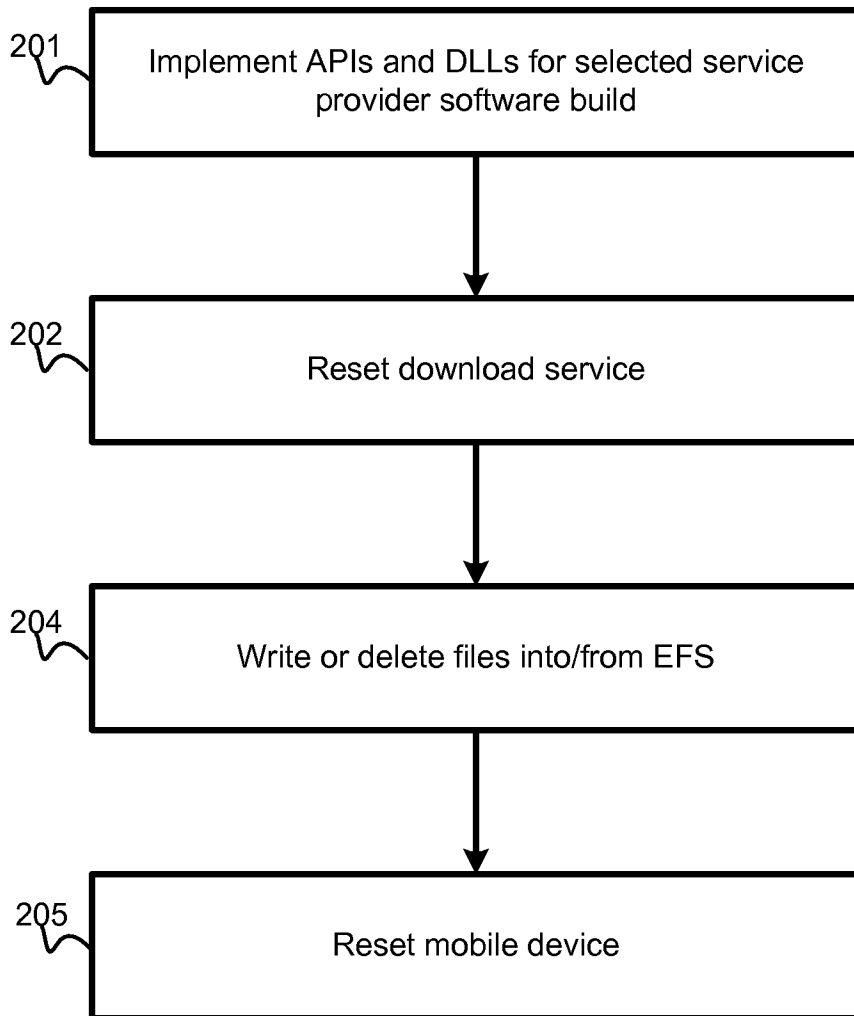 201
Implement APIs and DLLs for selected service
provider software build
202
Reset download service
204
Write or delete files into/from EFS
205
Reset mobile device